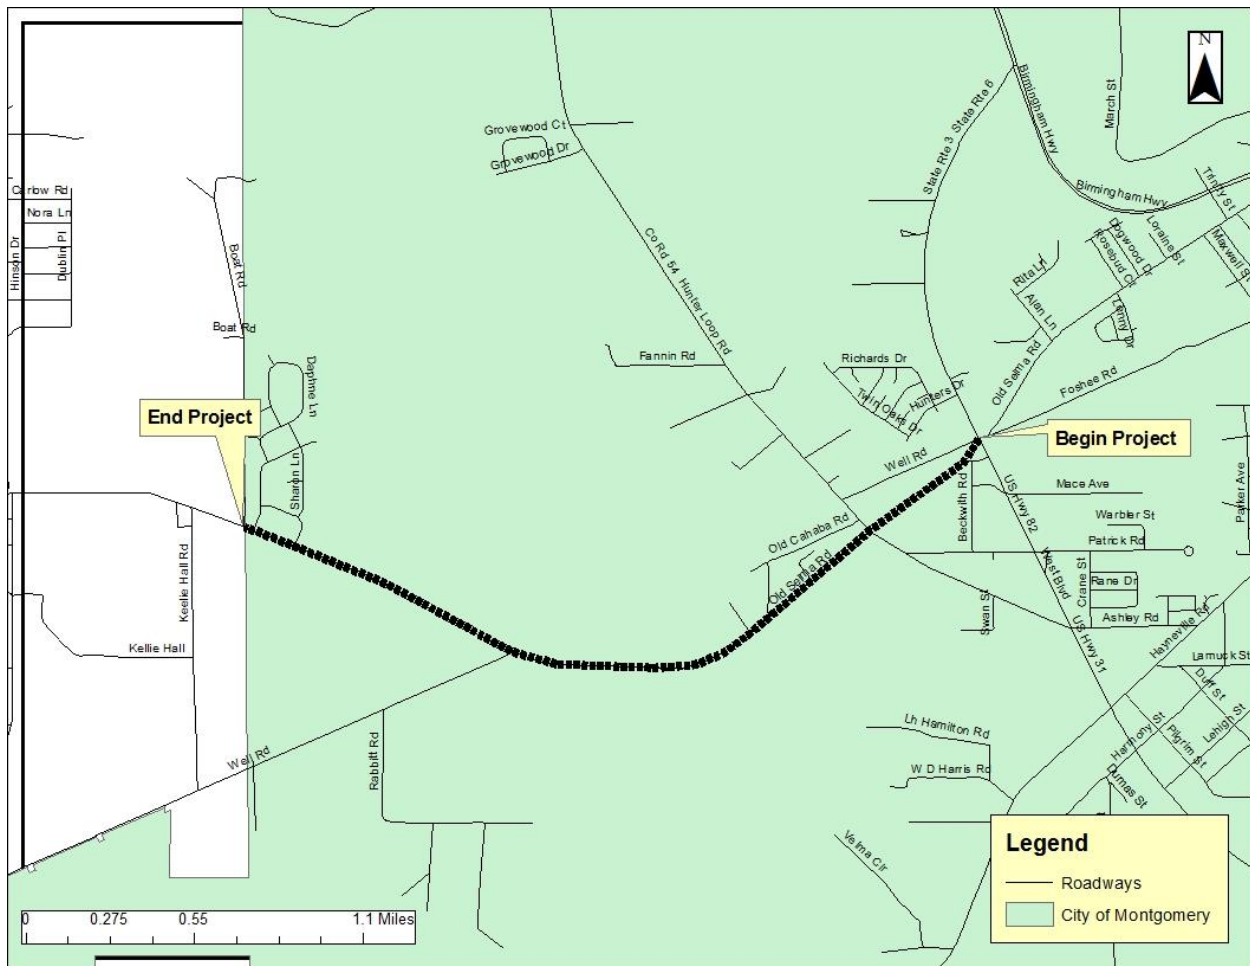 N
Birmingham Hwy
March St
State Rte 3 State Rte 6
Grovewood Ct
Grovewood Dr
Birmingham Hwy
Trinity St
Carlow Rd
Nora Ln
Hinson Dr
Dublin Pl
Boat Rd
Boat Rd
Co Rd 54 Hunter Loop Rd
Dogwood Dr
Rosebud Ct
Loraine St
Maxwell St
Rita Ln
Alan Ln
Lenny Dr
Fannin Rd
Richards Dr
Old Selma Rd
Foshee Rd
Daphne Ln
Twin Oaks Dr
Hunters Dr
End Project
Begin Project
Well Rd
Sharon Ln
Beckwith Rd
US Hwy 82
Mace Ave
Parker Ave
Warbler St
Old Cahaba Rd
Patrick Rd
Old Selma Rd
West Blvd
Crane St
Rane Dr
Keelie Hall Rd
Swan St
Ashley Rd
US Hwy 31
Hayneville Rd
Kellie Hall
Lamuck St
Duff St
Well Rd
Rabbitt Rd
Lh Hamilton Rd
Harmony St
Pilgrim St
Lehigh St
W D Harris Rd
Dumas St
Velma Cir
Legend
Roadways
City of Montgomery
0 0.275 0.55 1.1 Miles